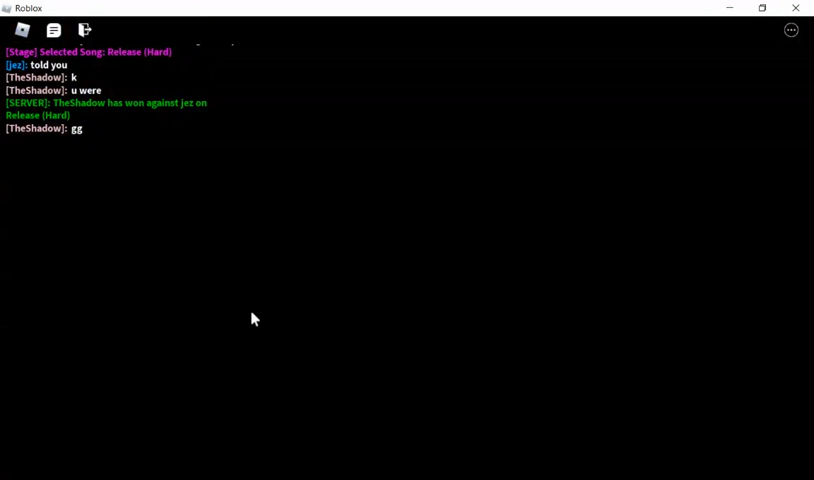 Roblox
[Stage] Selected Song: Release (Hard)
[jez]: told you
[TheShadow]: k
[TheShadow]: u were
[SERVER]: TheShadow has won against jez on
Release (Hard)
[TheShadow]: gg